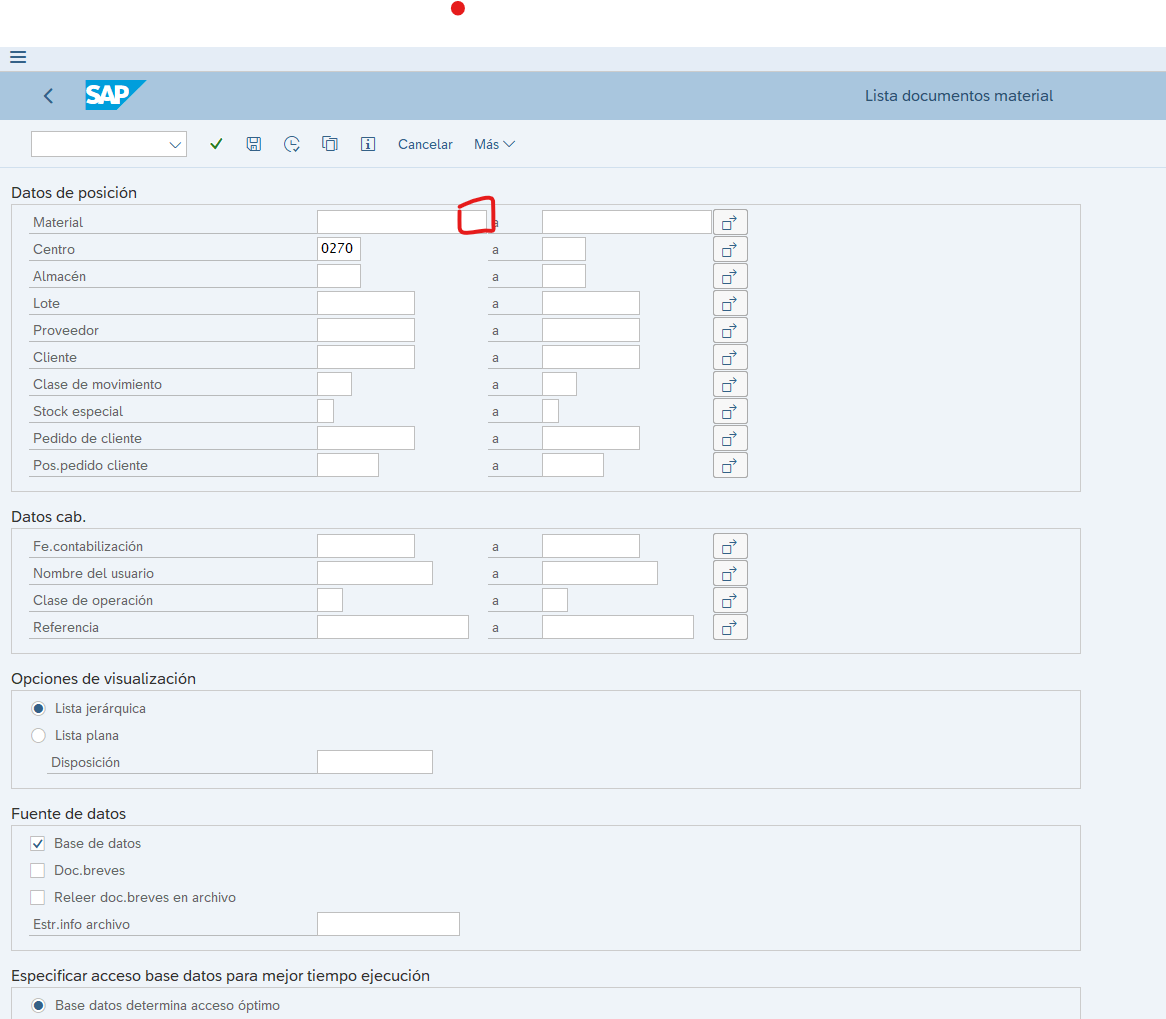 SAP
Lista documentos material
Cancelar Más
Datos de posición
Material a
Centro 0270 a
Almacén a
Lote a
Proveedor a
Cliente a
Clase de movimiento a
Stock especial a
Pedido de cliente a
Pos.pedido cliente a
Datos cab.
Fe.contabilización a
Nombre del usuario a
Clase de operación a
Referencia a
Opciones de visualización
Lista jerárquica
Lista plana
Disposición
Fuente de datos
Base de datos
Doc.breves
Releer doc.breves en archivo
Estr.info archivo
Especificar acceso base datos para mejor tiempo ejecución
Base datos determina acceso óptimo